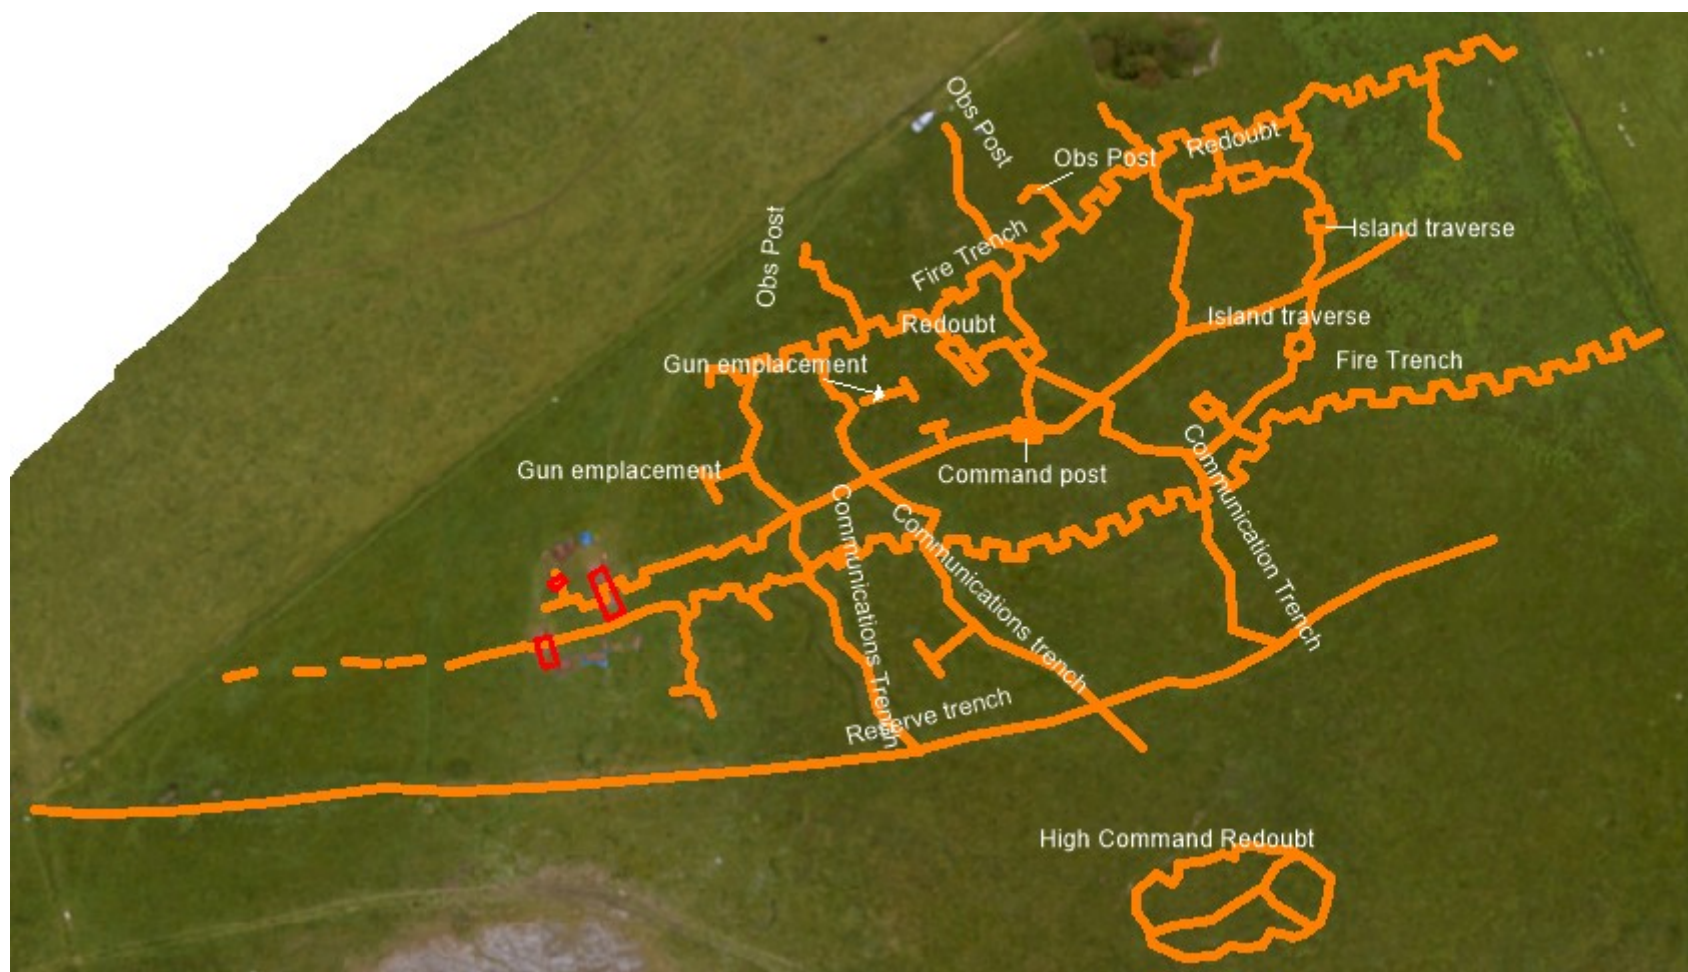 Obs Post
Obs Post
Redoubt
Obs Post
Fire Trench
Island traverse
Island traverse
Redoubt
Gun emplacement
Fire Trench
Gun emplacement
Command post
Communications Trench
Communications trench
Communication Trench
Reserve trench
High Command Redoubt